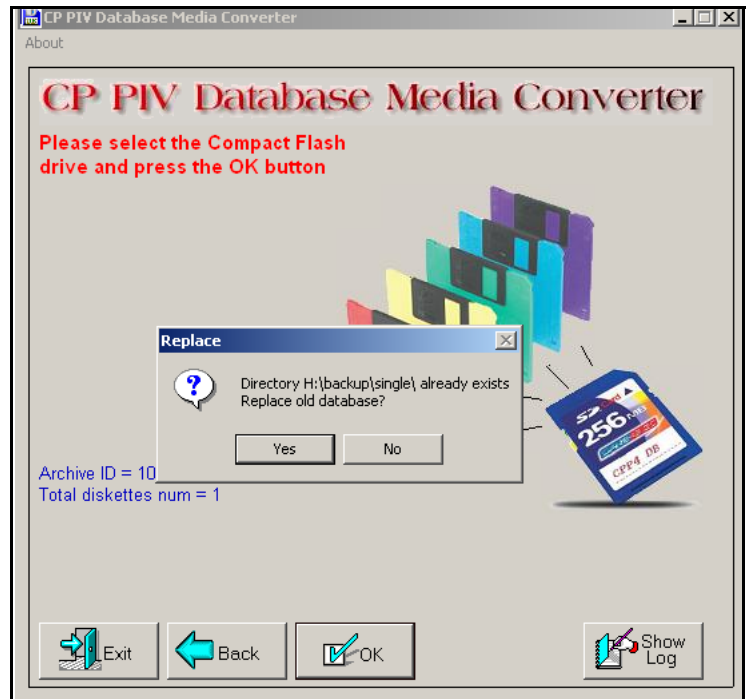 CP PIV Database Media Converter
About
CP PIV Database Media Converter
Please select the Compact Flash
drive and press the OK button
Replace
Directory H:\backup\single\ already exists
Replace old database?
Yes
No
SD Card
256 MB
CPP4 DB
Archive ID = 10
Total diskettes num = 1
Exit
Back
OK
Show
Log